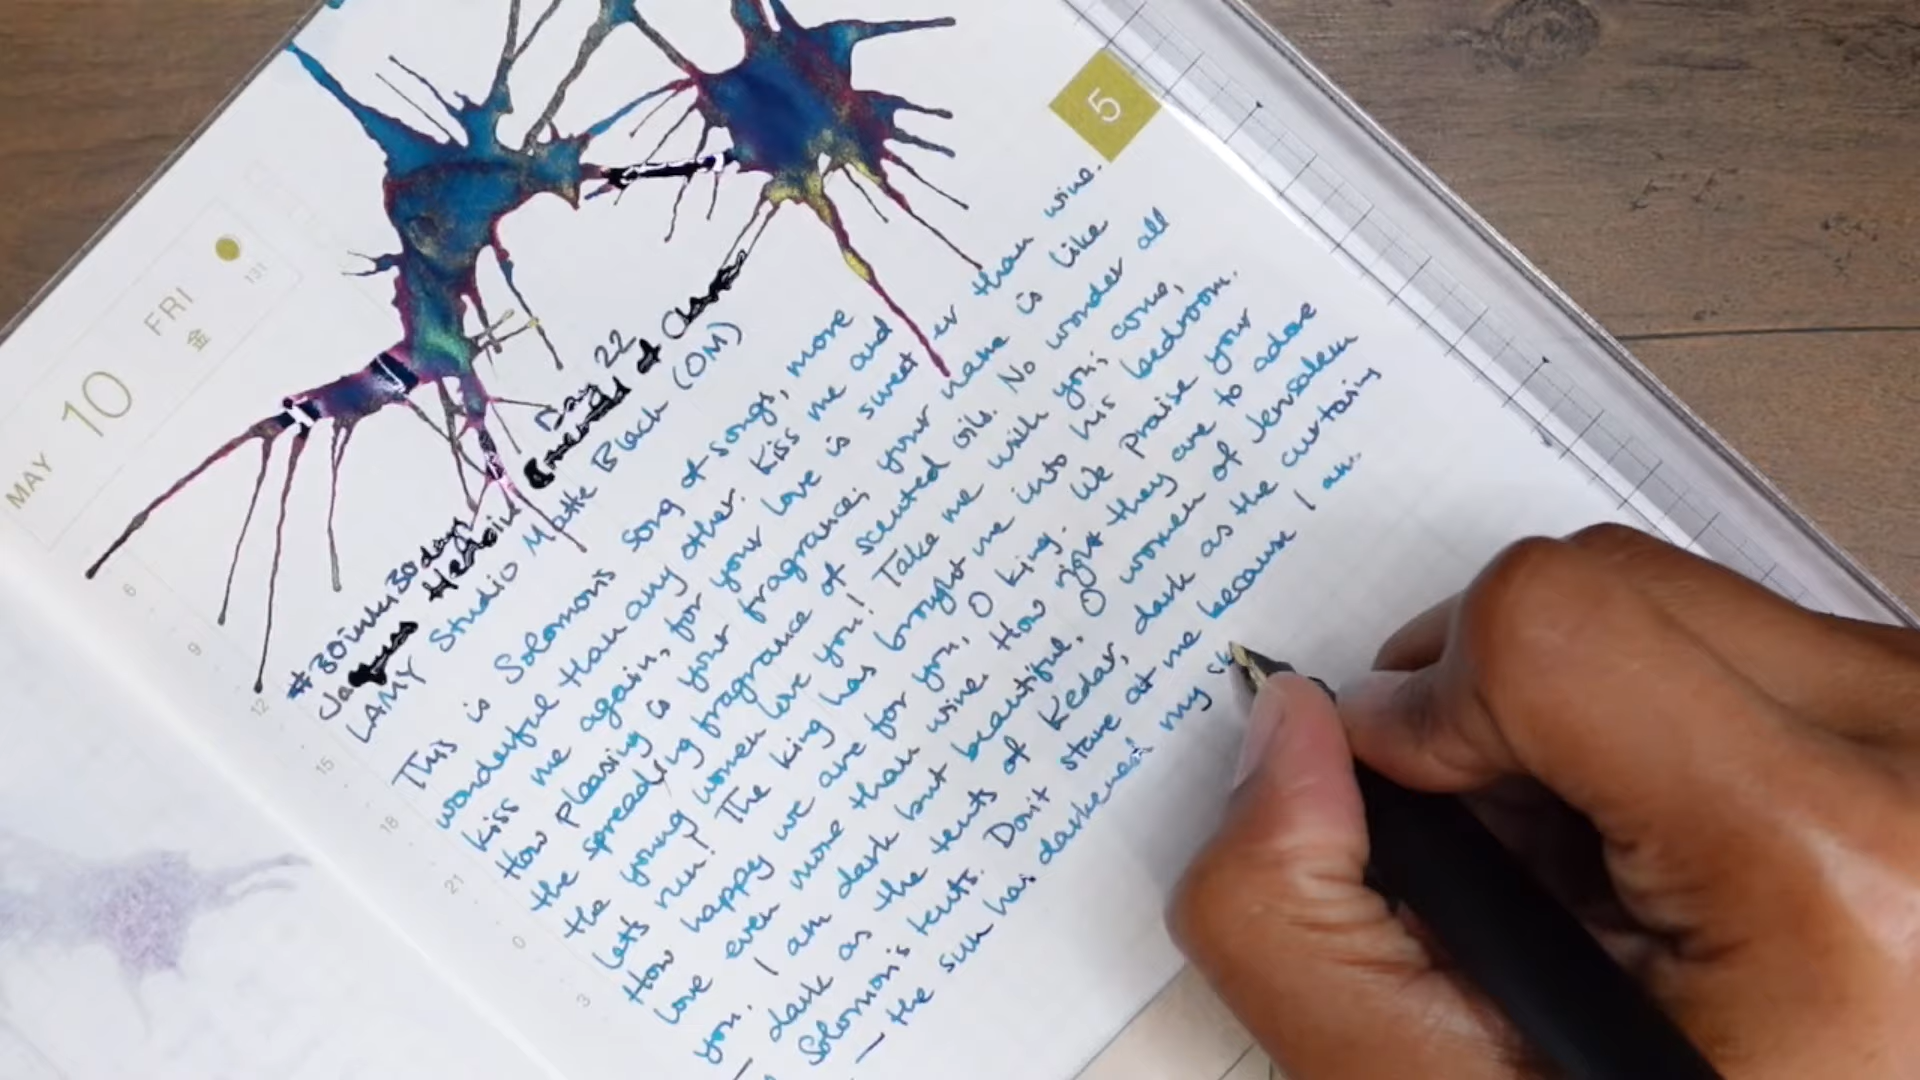 5
MAY 10 FRI 金
131
#30inks30days May 22
Jacques Herbin Emerald of Chivor
LAMY Studio Matte Black (OM)
This is Solomon's song of songs, more
wonderful than any other. Kiss me and
kiss me again, for your love is sweeter than wine.
How pleasing is your fragrance; your name is like
the spreading fragrance of scented oils. No wonder all
the young women love you! Take me with you; come,
let's run! The king has brought me into his bedroom.
How happy we are for you, O king. We praise your
love even more than wine. How right they are to adore
you. I am dark but beautiful, O women of Jerusalem
dark as the tents of Kedar, dark as the curtains
Solomon's tents. Don't stare at me because I am
– the sun has darkened my sk
6
9
12
15
18
21
0
3